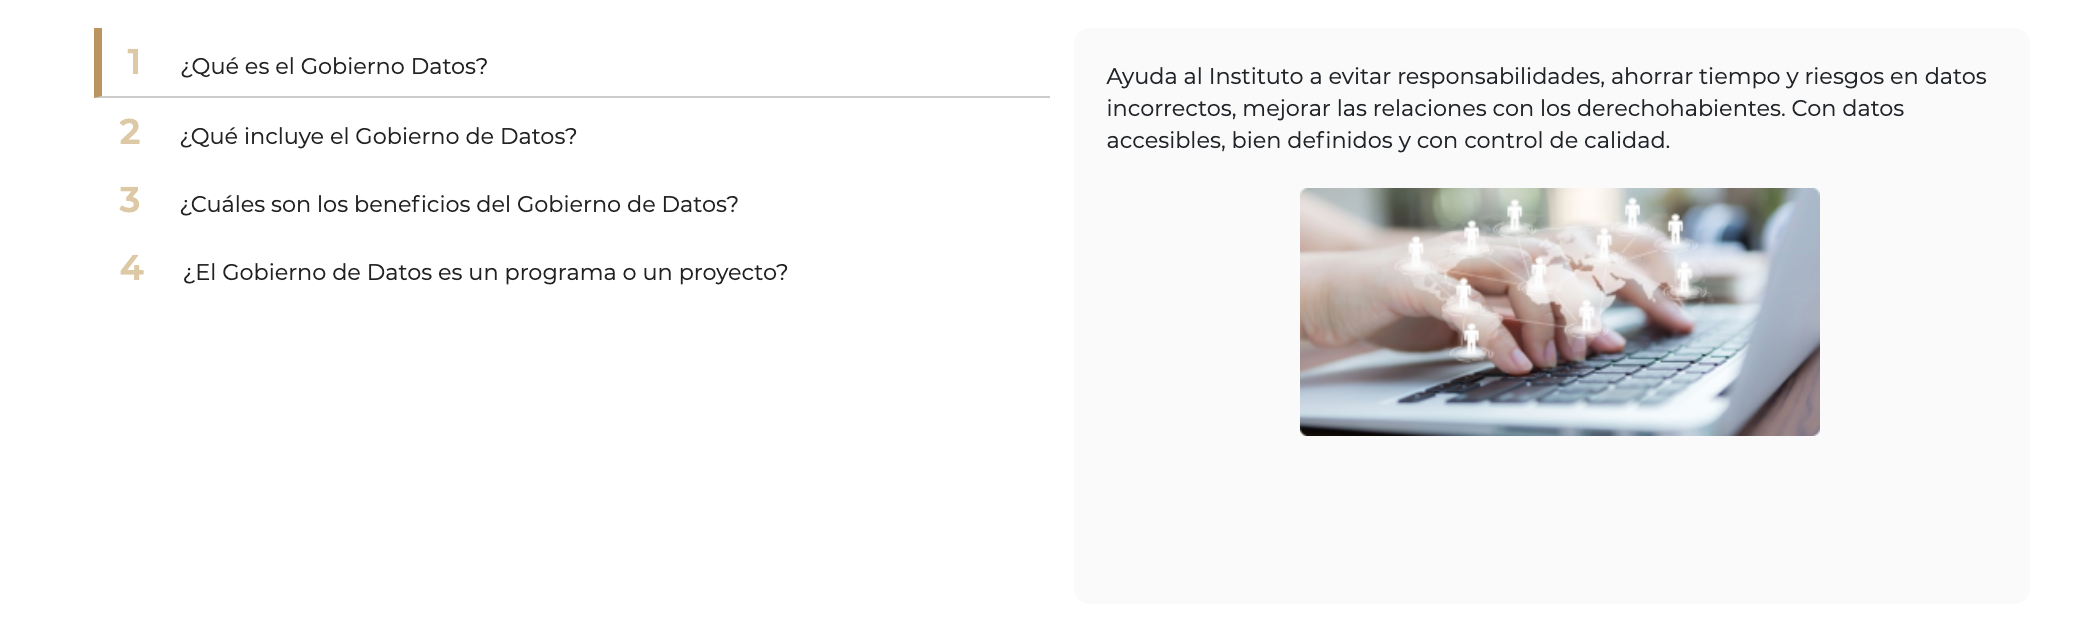 1 ¿Qué es el Gobierno Datos?
2 ¿Qué incluye el Gobierno de Datos?
3 ¿Cuáles son los beneficios del Gobierno de Datos?
4 ¿El Gobierno de Datos es un programa o un proyecto?
Ayuda al Instituto a evitar responsabilidades, ahorrar tiempo y riesgos en datos
incorrectos, mejorar las relaciones con los derechohabientes. Con datos
accesibles, bien definidos y con control de calidad.